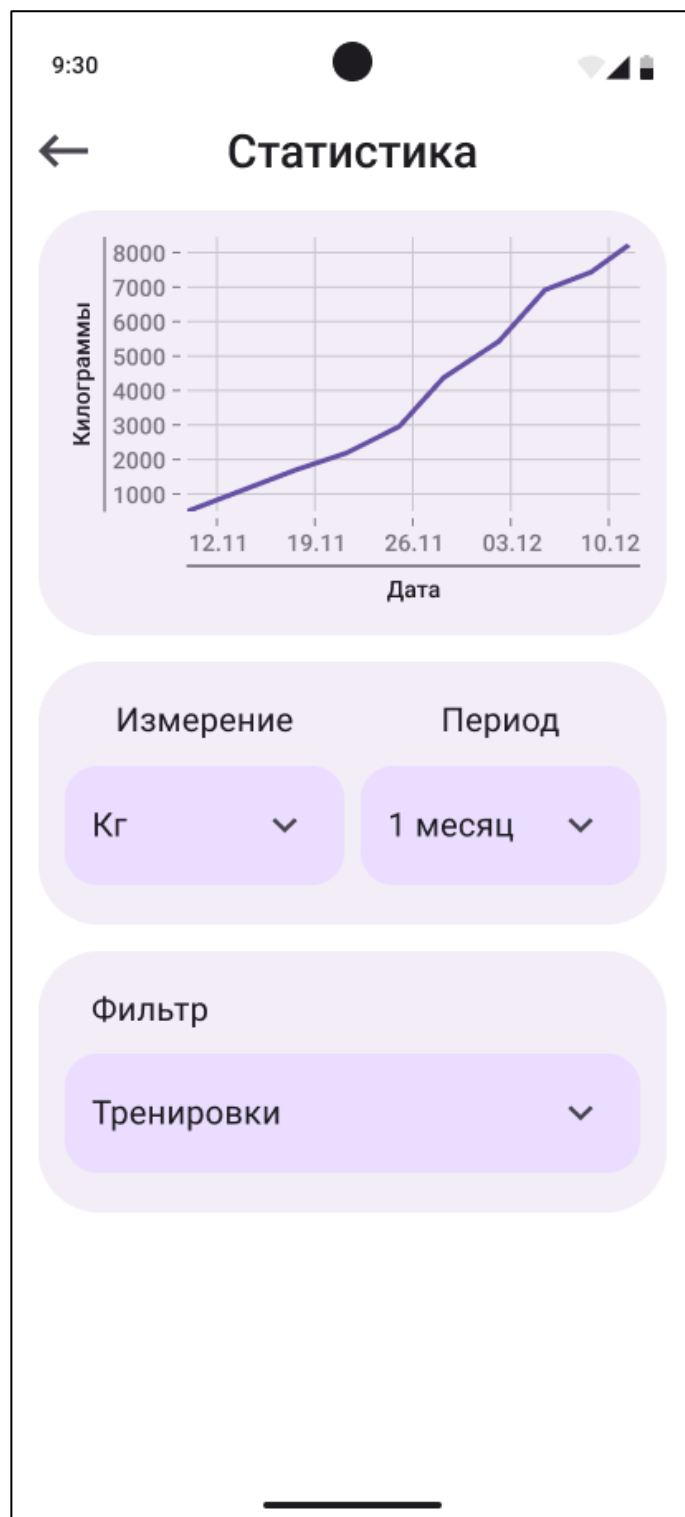 9:30
Статистика
Килограммы
8000
7000
6000
5000
4000
3000
2000
1000
12.11 19.11 26.11 03.12 10.12
Дата
Измерение Период
Кг 1 месяц
Фильтр
Тренировки